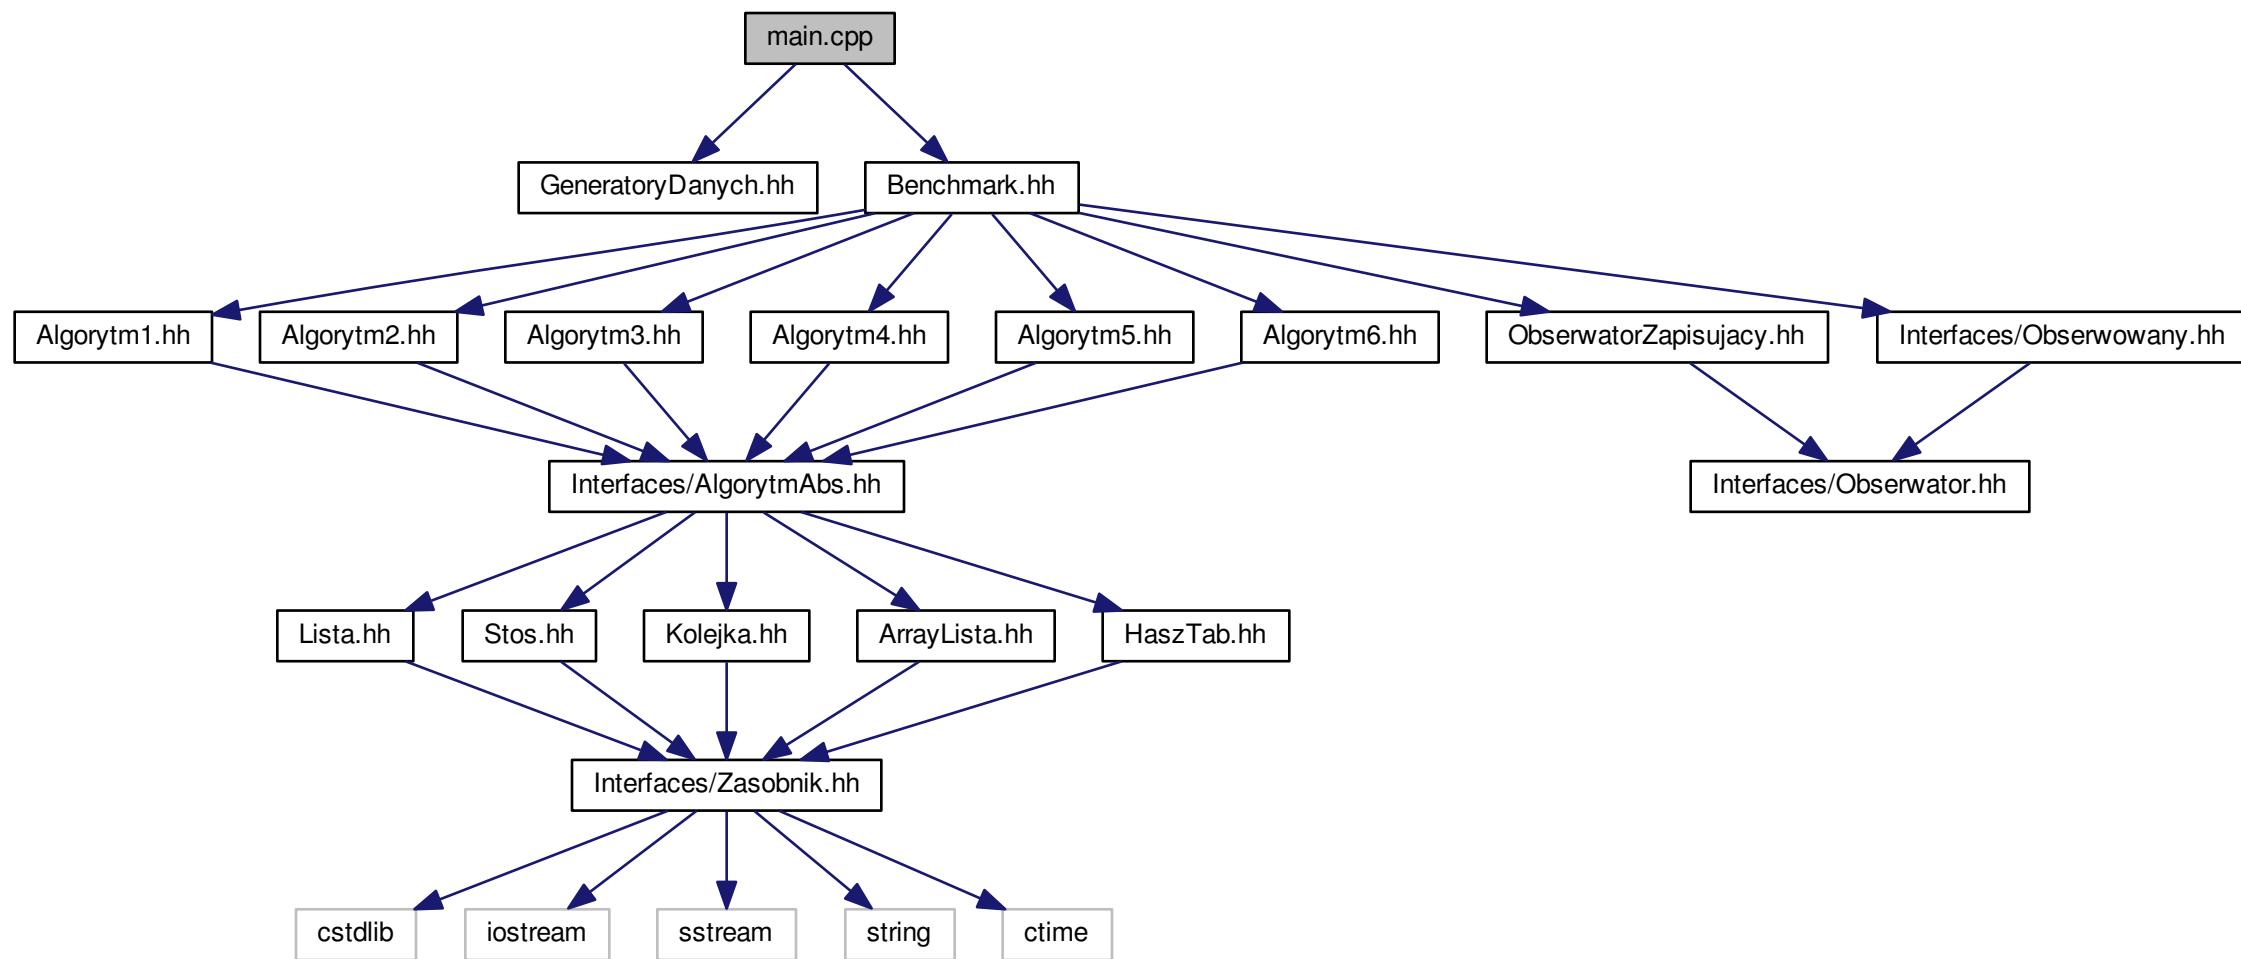 main.cpp
GeneratoryDanych.hh
Benchmark.hh
Algorytm1.hh
Algorytm2.hh
Algorytm3.hh
Algorytm4.hh
Algorytm5.hh
Algorytm6.hh
ObserwatorZapisujacy.hh
Interfaces/Obserwowany.hh
Interfaces/AlgorytmAbs.hh
Interfaces/Obserwator.hh
Lista.hh
Stos.hh
Kolejka.hh
ArrayLista.hh
HaszTab.hh
Interfaces/Zasobnik.hh
cstdlib
iostream
sstream
string
ctime